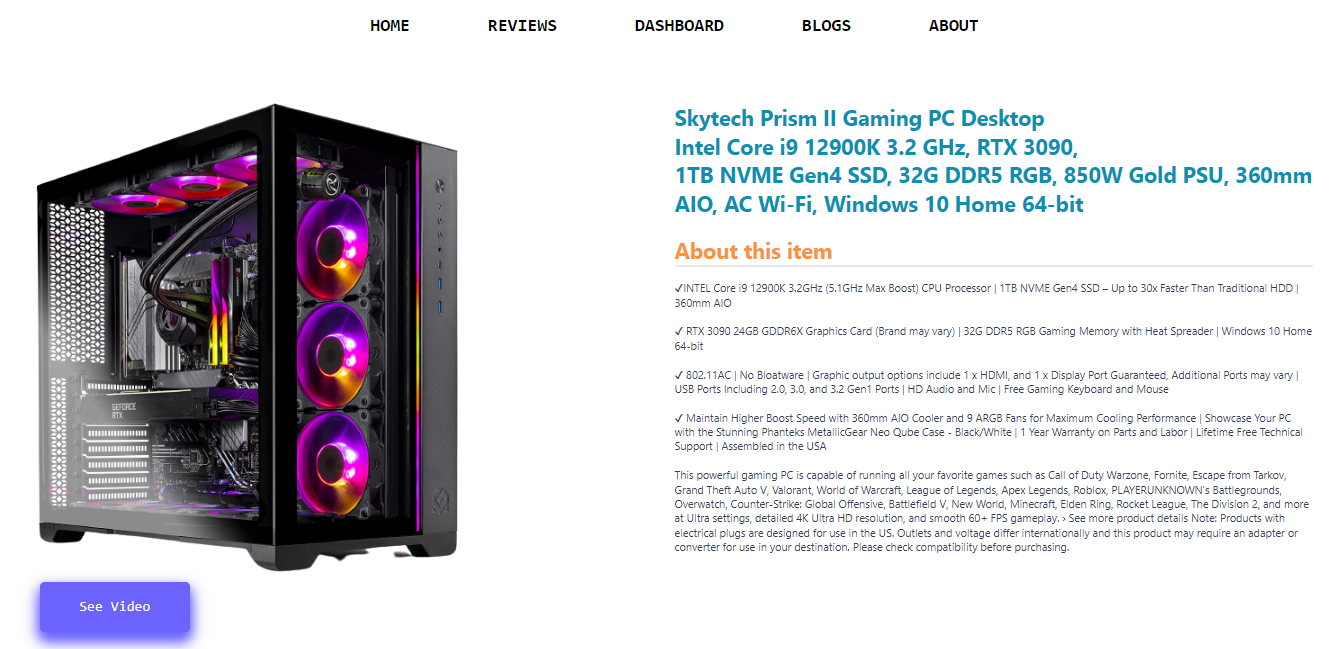 HOME REVIEWS DASHBOARD BLOGS ABOUT
Skytech Prism II Gaming PC Desktop
Intel Core i9 12900K 3.2 GHz, RTX 3090,
1TB NVME Gen4 SSD, 32G DDR5 RGB, 850W Gold PSU, 360mm
AIO, AC Wi-Fi, Windows 10 Home 64-bit
About this item
✓INTEL Core i9 12900K 3.2GHz (5.1GHz Max Boost) CPU Processor | 1TB NVME Gen4 SSD – Up to 30x Faster Than Traditional HDD |
360mm AIO
✓ RTX 3090 24GB GDDR6X Graphics Card (Brand may vary) | 32G DDR5 RGB Gaming Memory with Heat Spreader | Windows 10 Home
64-bit
✓ 802.11AC | No Bloatware | Graphic output options include 1 x HDMI, and 1 x Display Port Guaranteed, Additional Ports may vary |
USB Ports Including 2.0, 3.0, and 3.2 Gen1 Ports | HD Audio and Mic | Free Gaming Keyboard and Mouse
✓ Maintain Higher Boost Speed with 360mm AIO Cooler and 9 ARGB Fans for Maximum Cooling Performance | Showcase Your PC
with the Stunning Phanteks MetallicGear Neo Qube Case - Black/White | 1 Year Warranty on Parts and Labor | Lifetime Free Technical
Support | Assembled in the USA
This powerful gaming PC is capable of running all your favorite games such as Call of Duty Warzone, Fornite, Escape from Tarkov,
Grand Theft Auto V, Valorant, World of Warcraft, League of Legends, Apex Legends, Roblox, PLAYERUNKNOWN's Battlegrounds,
Overwatch, Counter-Strike: Global Offensive, Battlefield V, New World, Minecraft, Elden Ring, Rocket League, The Division 2, and more
at Ultra settings, detailed 4K Ultra HD resolution, and smooth 60+ FPS gameplay. › See more product details Note: Products with
electrical plugs are designed for use in the US. Outlets and voltage differ internationally and this product may require an adapter or
converter for use in your destination. Please check compatibility before purchasing.
GEFORCE
RTX
See Video